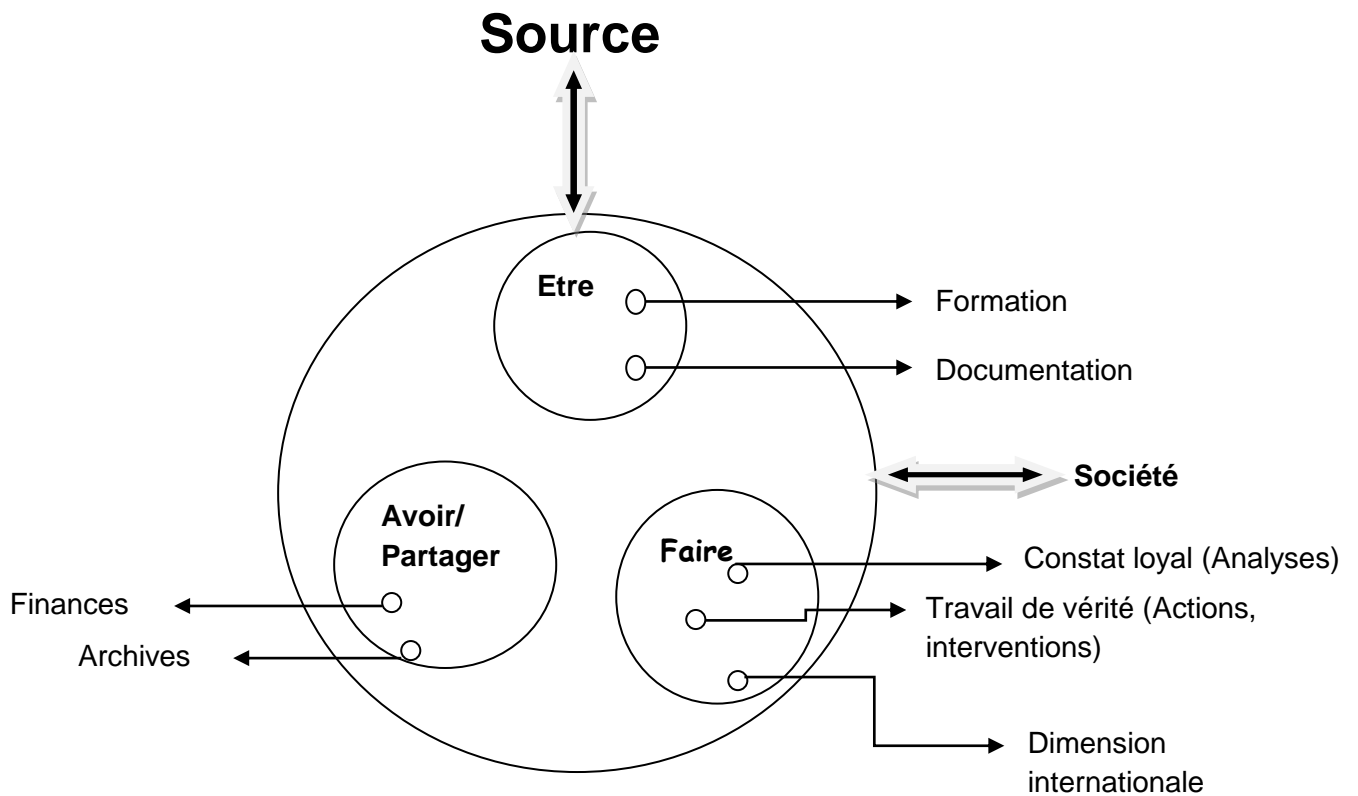 Source
Etre
Formation
Documentation
Société
Avoir/
Partager
Faire
Constat loyal (Analyses)
Finances
Travail de vérité (Actions,
interventions)
Archives
Dimension
internationale